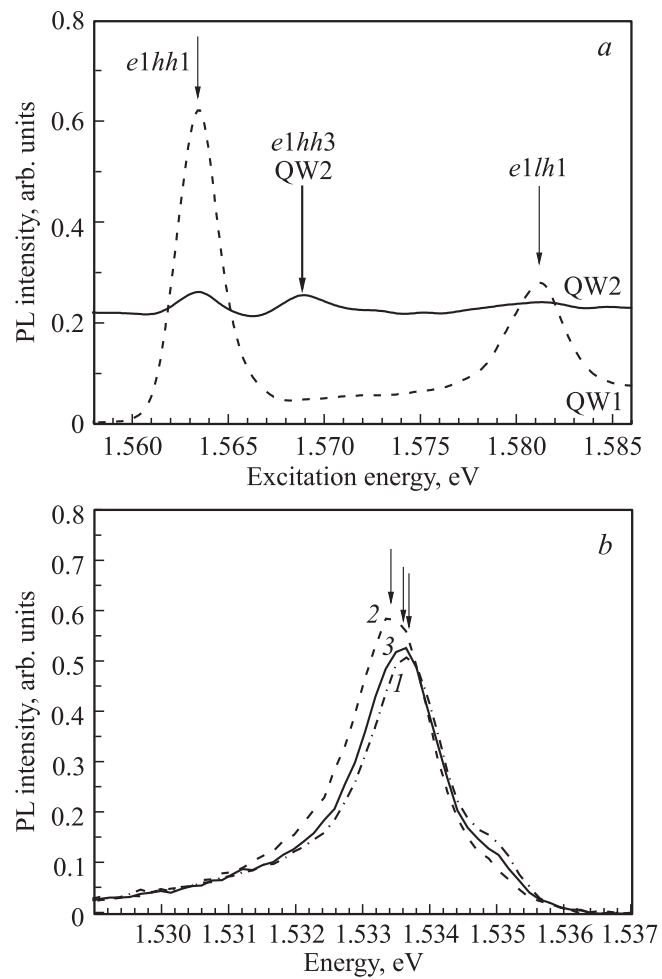 0.8
a
e1hh1
0.6
e1hh3
QW2
e1lh1
0.4
QW2
0.2
QW1
0
1.560 1.565 1.570 1.575 1.580 1.585
Excitation energy, eV
PL intensity, arb. units
0.8
b
0.7
0.6
2
0.5
3
1
0.4
0.3
0.2
0.1
0
1.530 1.531 1.532 1.533 1.534 1.535 1.536 1.537
Energy, eV
PL intensity, arb. units